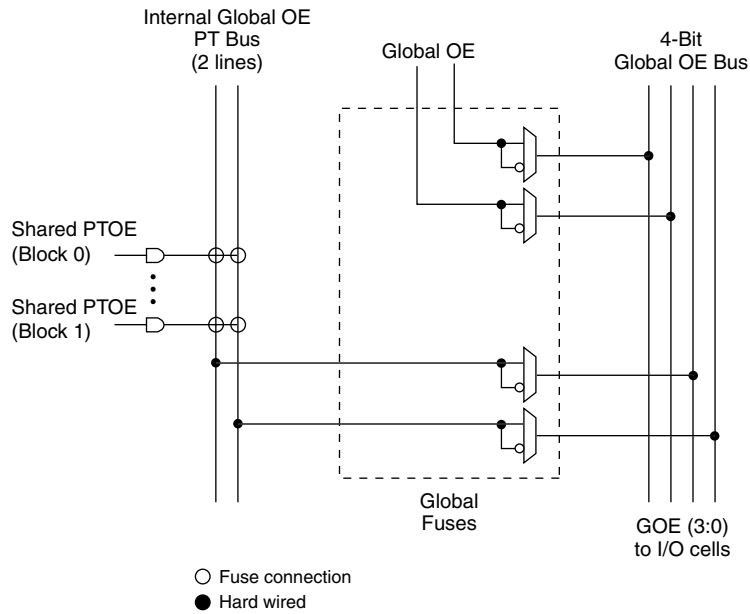 Internal Global OE
PT Bus
(2 lines)
Global OE
4-Bit
Global OE Bus
Shared PTOE
(Block 0)
Shared PTOE
(Block 1)
Global
Fuses
GOE (3:0)
to I/O cells
Fuse connection
Hard wired